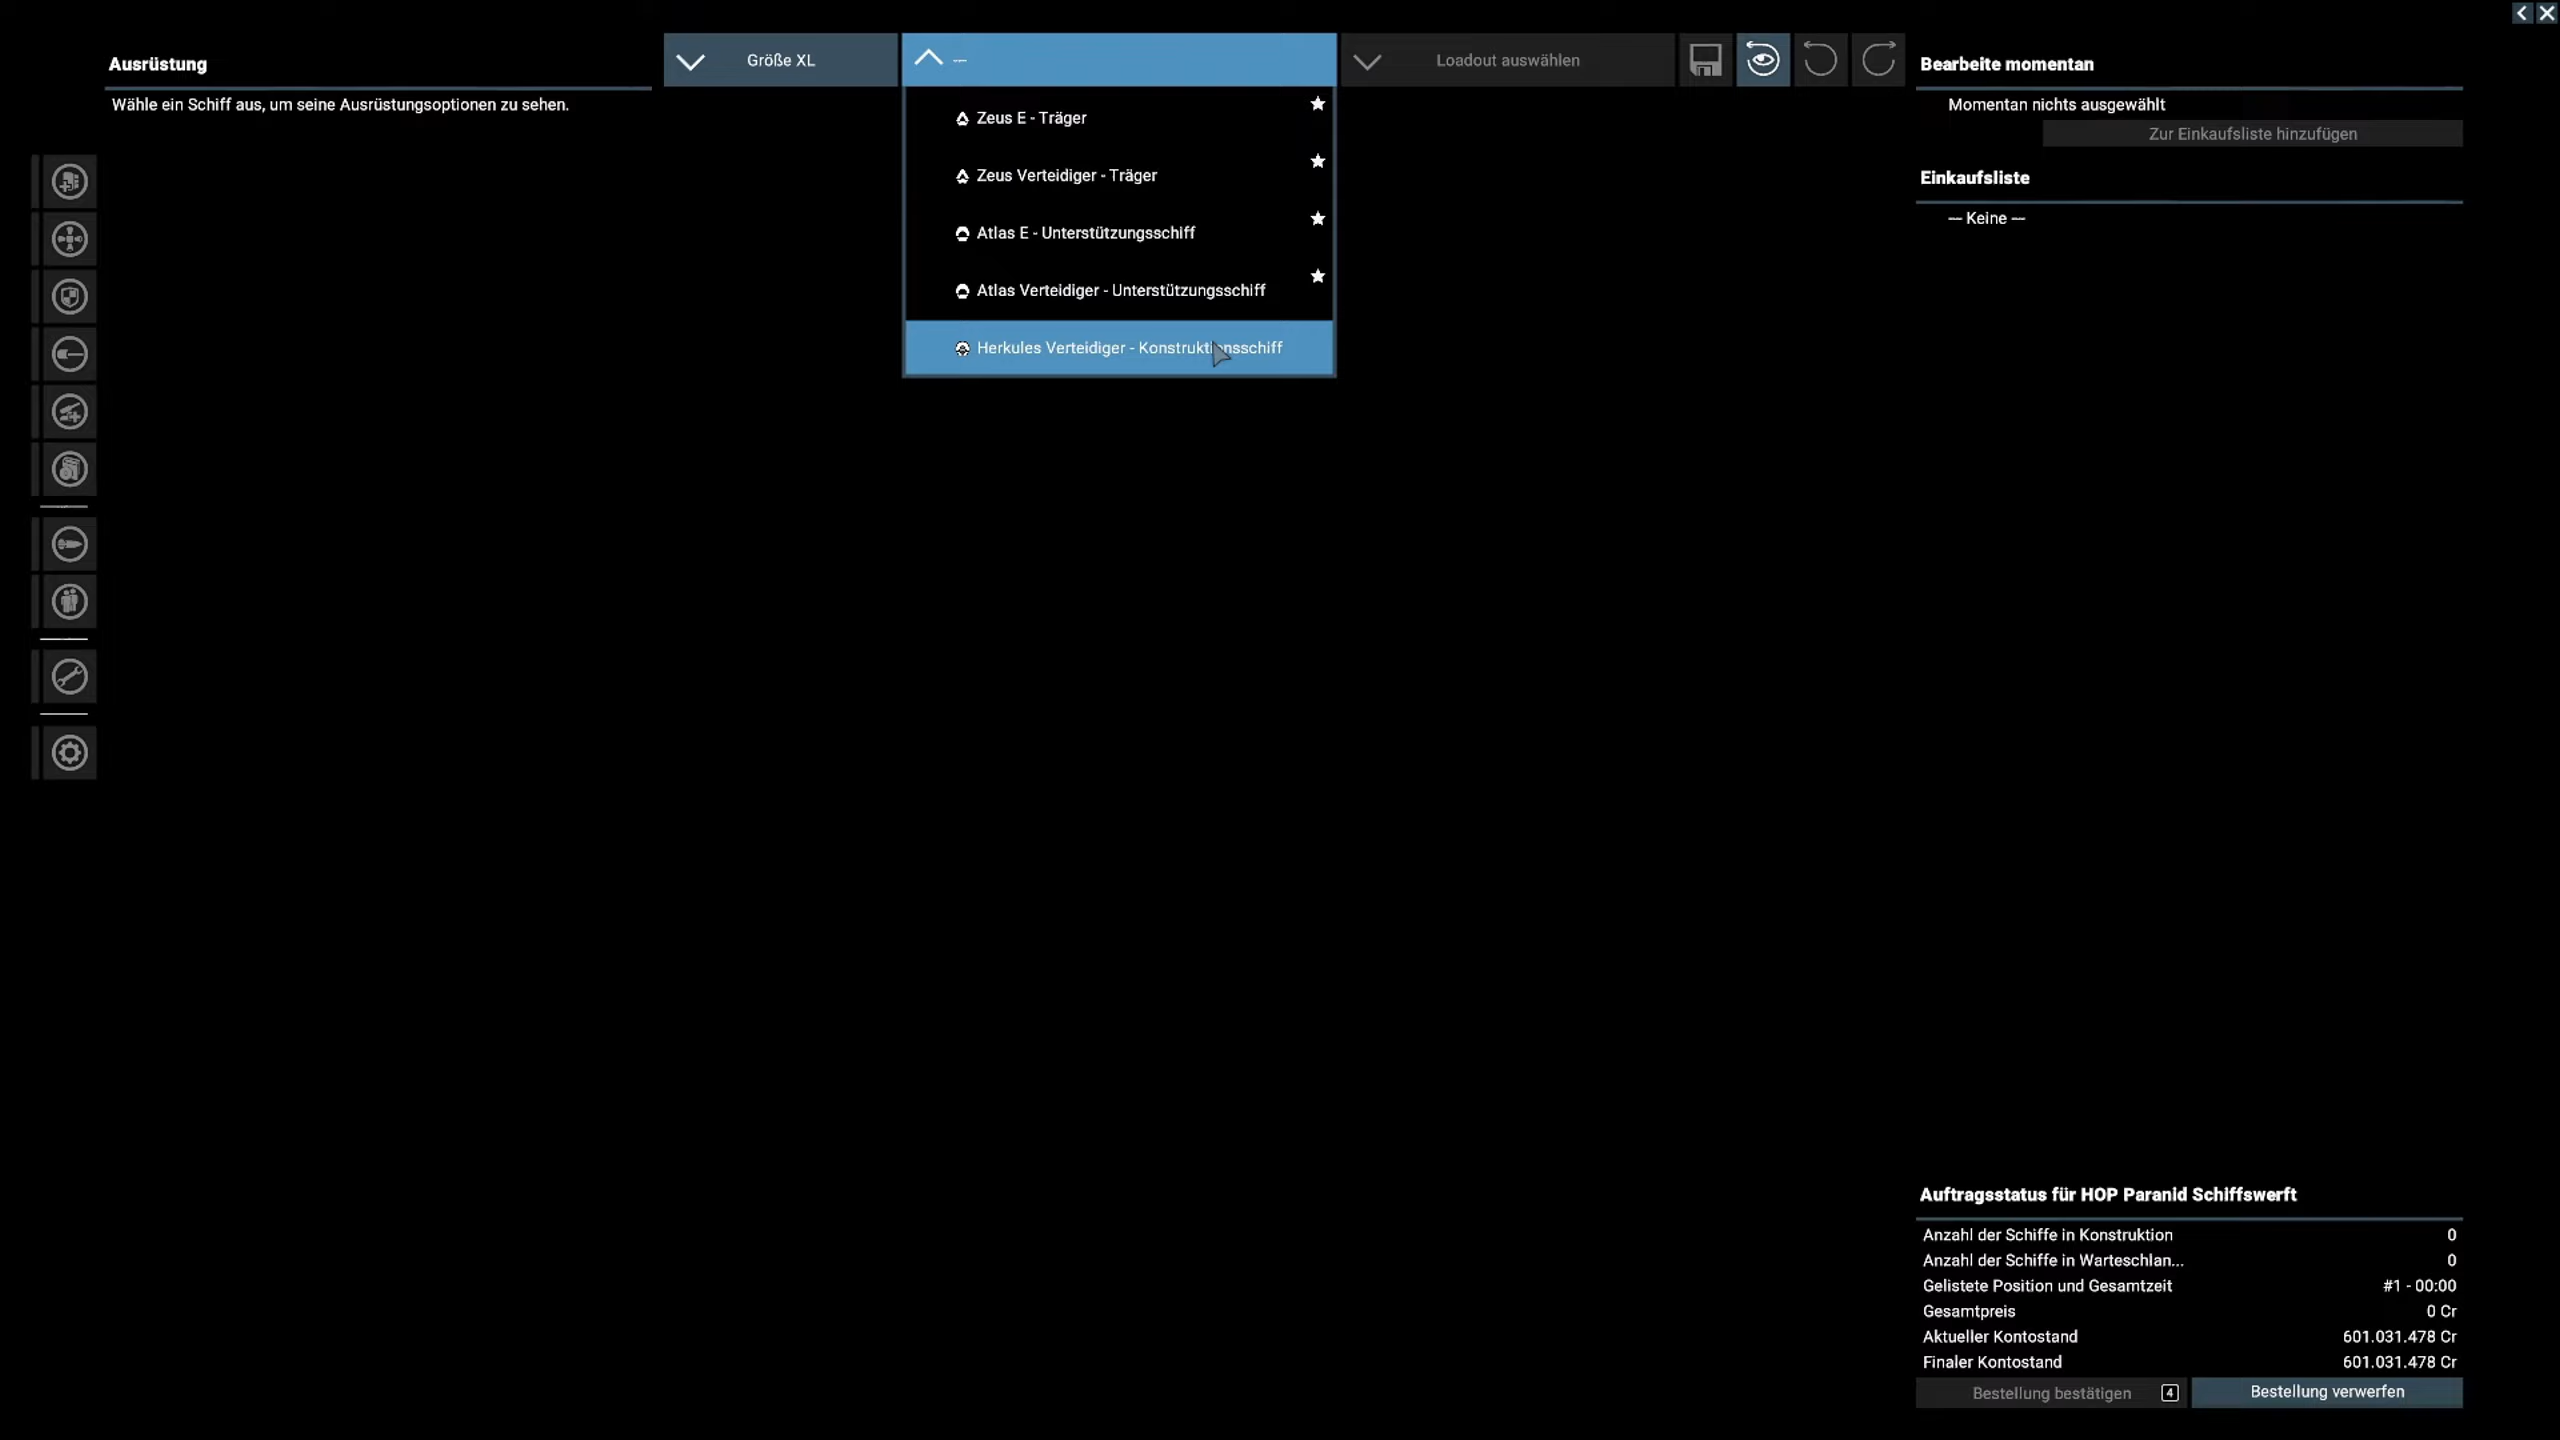 Ausrüstung
Wähle ein Schiff aus, um seine Ausrüstungsoptionen zu sehen.
Größe XL
--
Zeus E - Träger
Zeus Verteidiger - Träger
Atlas E - Unterstützungsschiff
Atlas Verteidiger - Unterstützungsschiff
Herkules Verteidiger - Konstruktionsschiff
Loadout auswählen
Bearbeite momentan
Momentan nichts ausgewählt
Zur Einkaufsliste hinzufügen
Einkaufsliste
-- Keine --
Auftragsstatus für HOP Paranid Schiffswerft
Anzahl der Schiffe in Konstruktion 0
Anzahl der Schiffe in Warteschlan... 0
Gelistete Position und Gesamtzeit #1 - 00:00
Gesamtpreis 0 Cr
Aktueller Kontostand 601.031.478 Cr
Finaler Kontostand 601.031.478 Cr
Bestellung bestätigen 4
Bestellung verwerfen